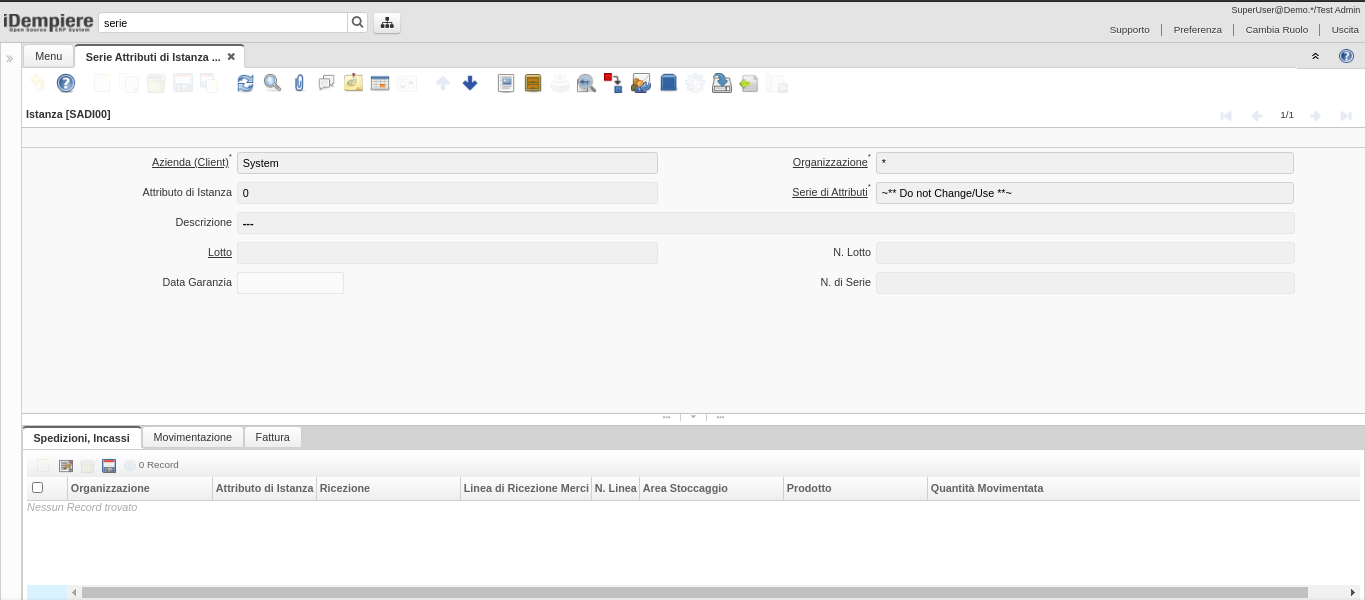 SuperUser@Demo.*/Test Admin
iDempiere
Open Source ERP System
serie
Supporto
Preferenza
Cambia Ruolo
Uscita
Menu
Serie Attributi di Istanza ...
Istanza [SADI00]
1/1
Azienda (Client)*
System
Organizzazione*
*
Attributo di Istanza
0
Serie di Attributi*
~** Do not Change/Use **~
Descrizione
---
Lotto
N. Lotto
Data Garanzia
N. di Serie
Spedizioni, Incassi
Movimentazione
Fattura
0 Record
Organizzazione
Attributo di Istanza
Ricezione
Linea di Ricezione Merci
N. Linea
Area Stoccaggio
Prodotto
Quantità Movimentata
Nessun Record trovato